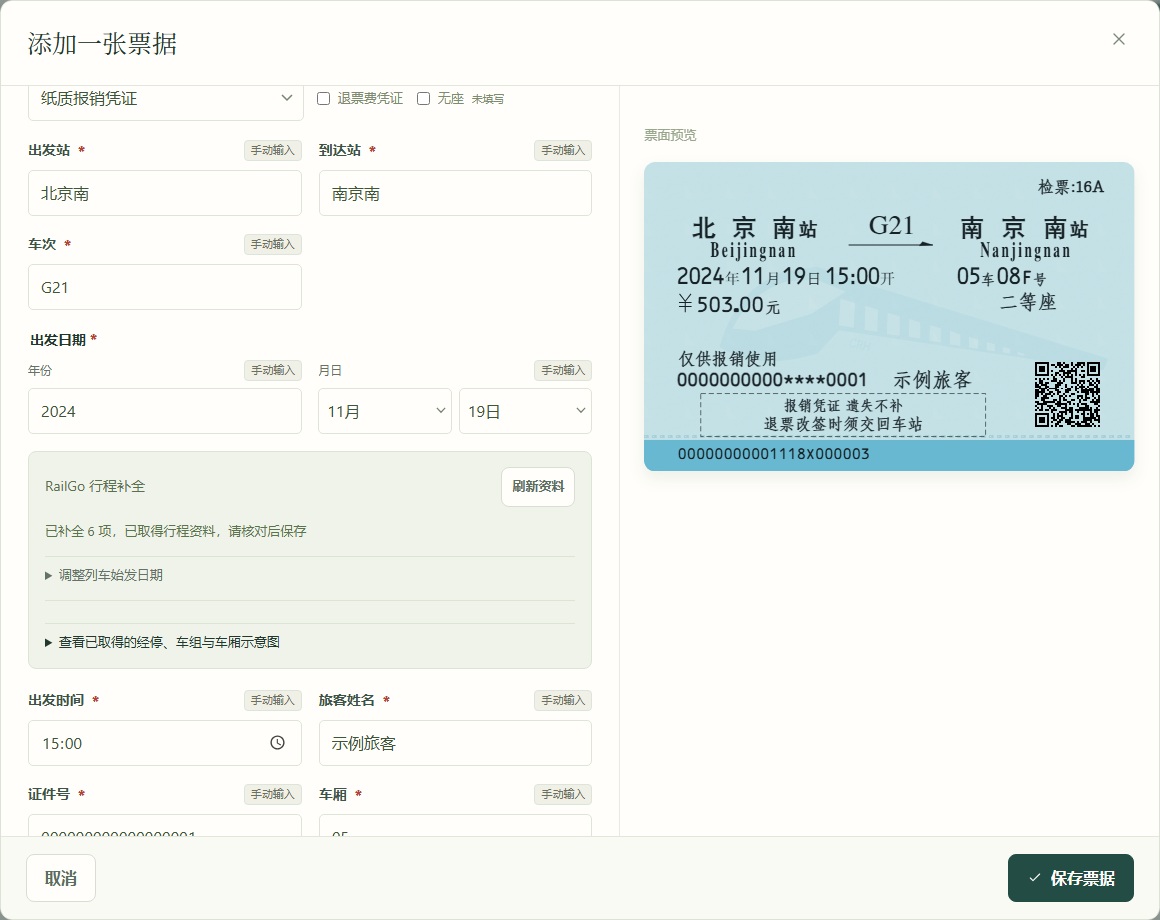 添加一张票据
纸质报销凭证
退票费凭证
无座 未填写
出发站 * 手动输入
北京南
到达站 * 手动输入
南京南
车次 * 手动输入
G21
出发日期 *
年份 手动输入
2024
月日 手动输入
11月
19日
RailGo 行程补全
刷新资料
已补全 6 项，已取得行程资料，请核对后保存
调整列车始发日期
查看已取得的经停、车组与车厢示意图
出发时间 * 手动输入
15:00
旅客姓名 * 手动输入
示例旅客
证件号 * 手动输入
车厢 * 手动输入
05
票面预览
检票:16A
北京南站 G21 南京南站
Beijingnan Nanjingnan
2024年11月19日15:00开 05车08F号
￥503.00元 二等座
仅供报销使用
0000000000****0001 示例旅客
报销凭证 遗失不补
退票改签时须交回车站
00000000001118X000003
取消
保存票据